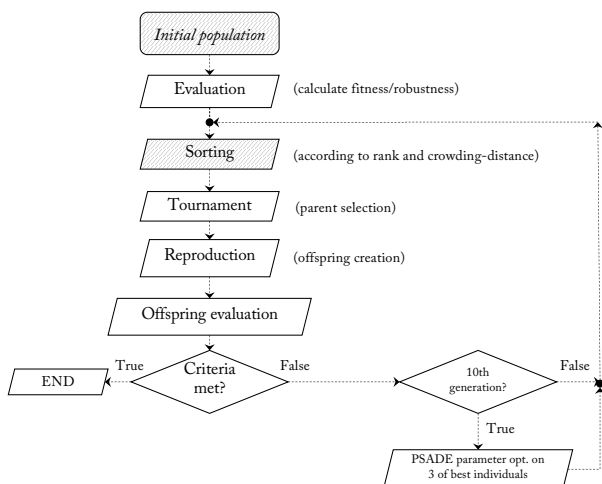 Initial population
Evaluation
(calculate fitness/robustness)
Sorting
(according to rank and crowding-distance)
Tournament
(parent selection)
Reproduction
(offspring creation)
Offspring evaluation
True
Criteria
met?
False
END
10th
generation?
False
True
PSADE parameter opt. on
3 of best individuals